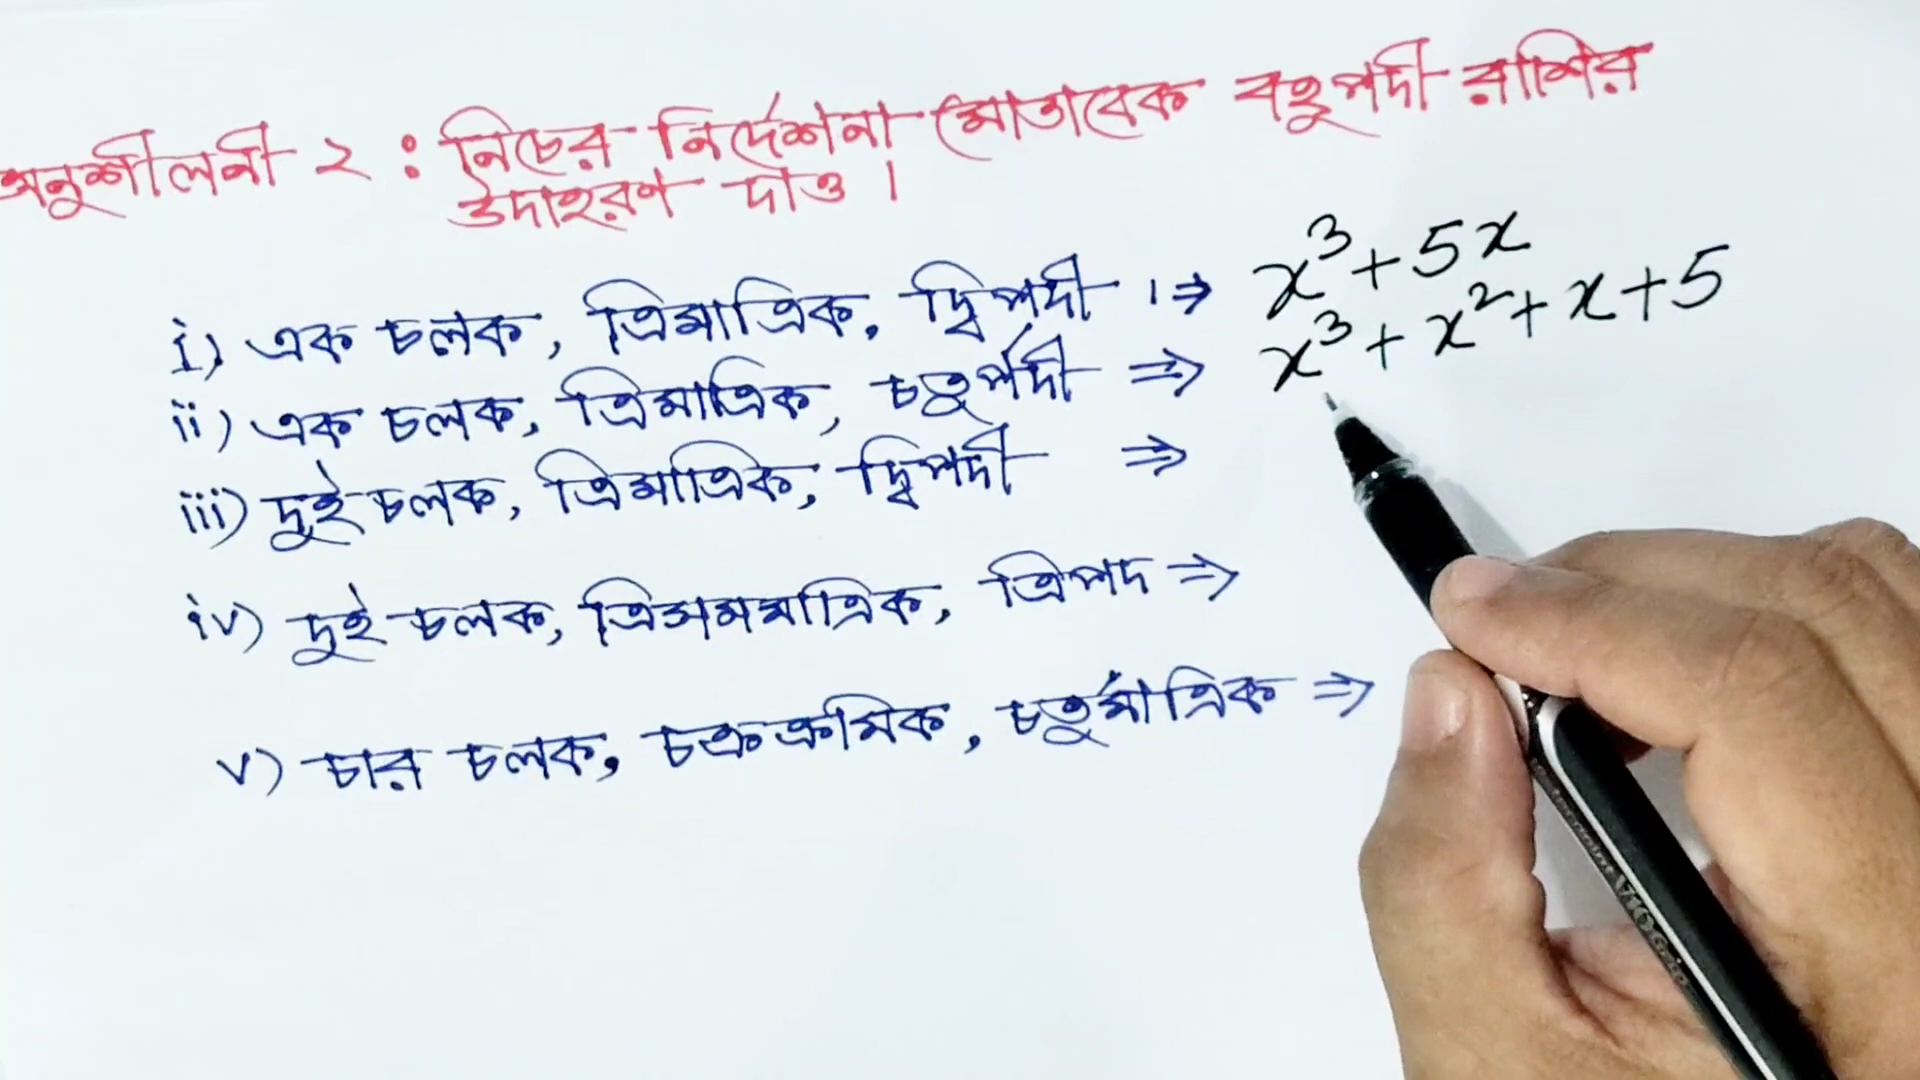 অনুশীলনী ২ : নিচের নির্দেশনা মোতাবেক বহুপদী রাশির
উদাহরণ দাও।
i) এক চলক, ত্রিমাত্রিক, দ্বিপদী ।⇒ x³+5x
ii) এক চলক, ত্রিমাত্রিক, চতুর্পদী ⇒ x³+x²+x+5
iii) দুই চলক, ত্রিমাত্রিক, দ্বিপদী ⇒
iv) দুই চলক, ত্রিসমমাত্রিক, ত্রিপদ ⇒
v) চার চলক, চক্রক্রমিক, চতুর্মাত্রিক ⇒